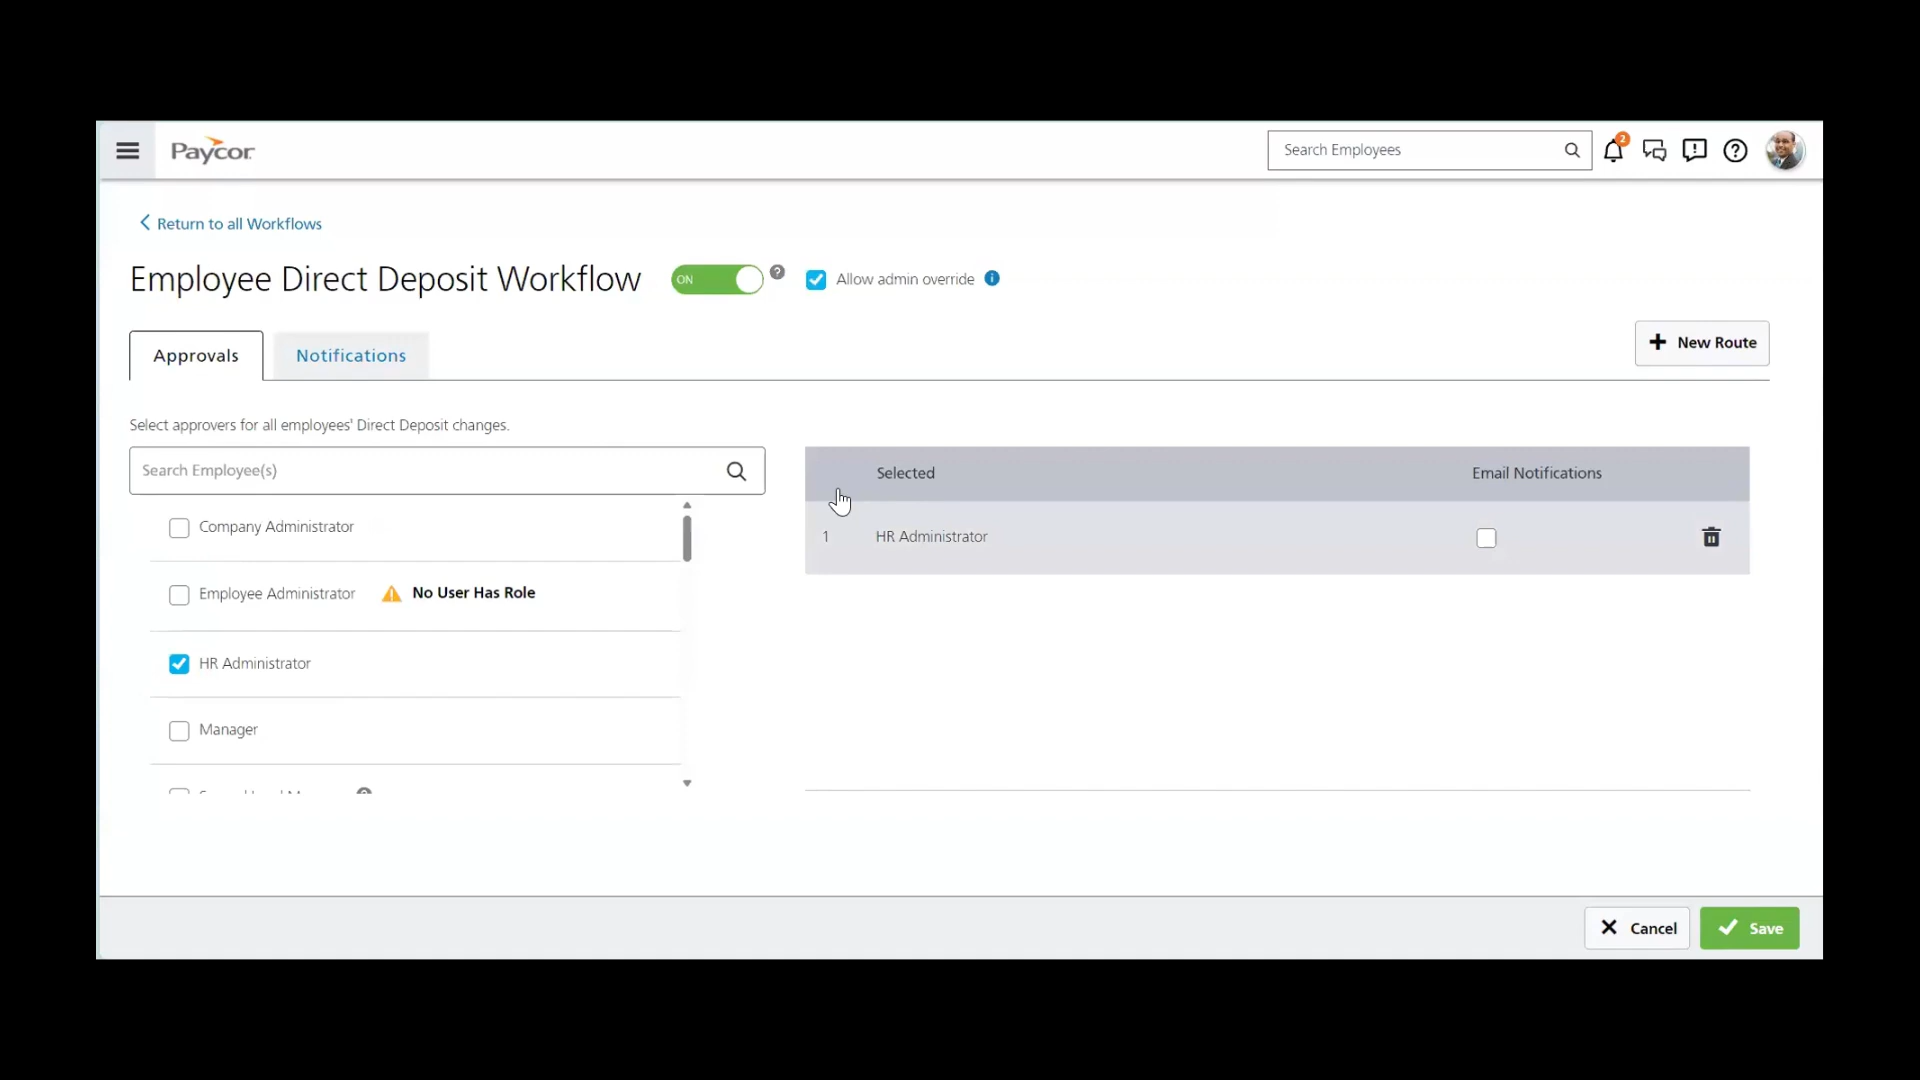 Paycor
Search Employees
2
Return to all Workflows
Employee Direct Deposit Workflow
ON
Allow admin override
Approvals
Notifications
New Route
Select approvers for all employees' Direct Deposit changes.
Search Employee(s)
Selected
Email Notifications
Company Administrator
1
HR Administrator
Employee Administrator
No User Has Role
HR Administrator
Manager
Cancel
Save